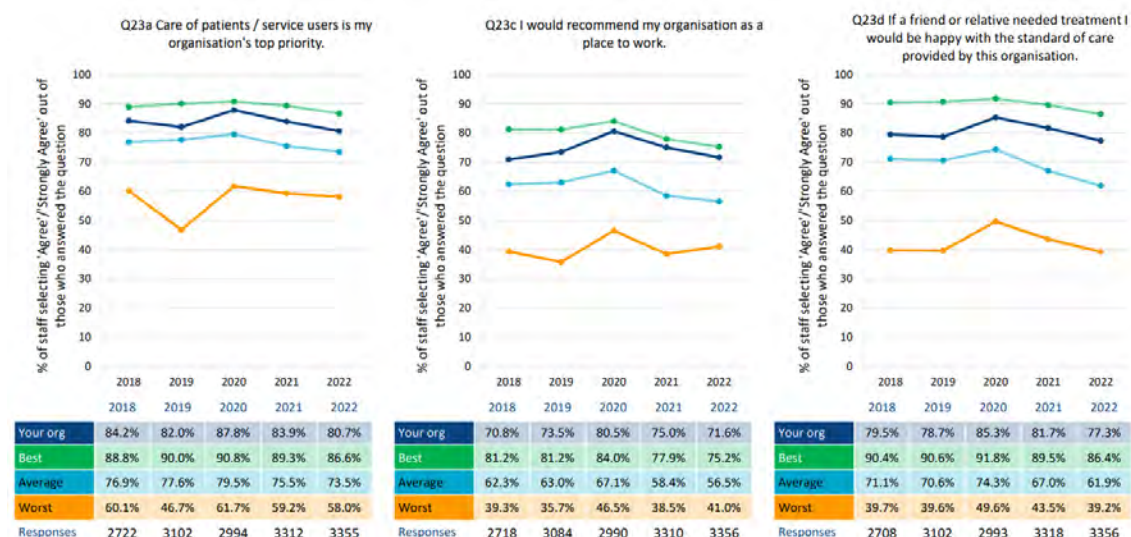 Q23a Care of patients / service users is my
organisation's top priority.
% of staff selecting 'Agree'/'Strongly Agree' out of
those who answered the question
100
90
80
70
60
50
40
30
20
10
0
2018 2019 2020 2021 2022
2018 2019 2020 2021 2022
Your org 84.2% 82.0% 87.8% 83.9% 80.7%
Best 88.8% 90.0% 90.8% 89.3% 86.6%
Average 76.9% 77.6% 79.5% 75.5% 73.5%
Worst 60.1% 46.7% 61.7% 59.2% 58.0%
Responses 2722 3102 2994 3312 3355
Q23c I would recommend my organisation as a
place to work.
% of staff selecting 'Agree'/'Strongly Agree' out of
those who answered the question
100
90
80
70
60
50
40
30
20
10
0
2018 2019 2020 2021 2022
2018 2019 2020 2021 2022
Your org 70.8% 73.5% 80.5% 75.0% 71.6%
Best 81.2% 81.2% 84.0% 77.9% 75.2%
Average 62.3% 63.0% 67.1% 58.4% 56.5%
Worst 39.3% 35.7% 46.5% 38.5% 41.0%
Responses 2718 3084 2990 3310 3356
Q23d If a friend or relative needed treatment I
would be happy with the standard of care
provided by this organisation.
% of staff selecting 'Agree'/'Strongly Agree' out of
those who answered the question
100
90
80
70
60
50
40
30
20
10
0
2018 2019 2020 2021 2022
2018 2019 2020 2021 2022
Your org 79.5% 78.7% 85.3% 81.7% 77.3%
Best 90.4% 90.6% 91.8% 89.5% 86.4%
Average 71.1% 70.6% 74.3% 67.0% 61.9%
Worst 39.7% 39.6% 49.6% 43.5% 39.2%
Responses 2708 3102 2993 3318 3356